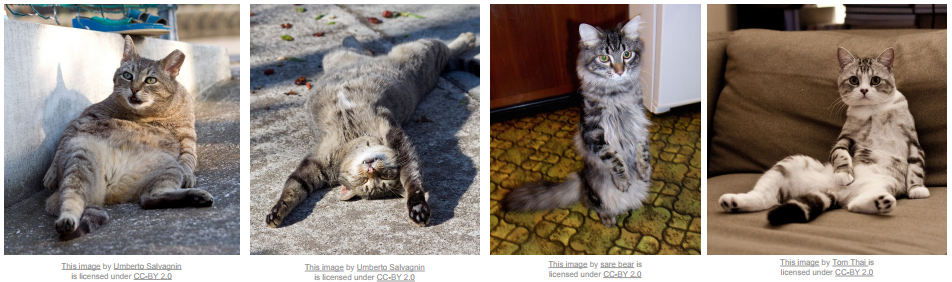 This image by Umberto Salvagnin
is licensed under CC-BY 2.0
This image by Umberto Salvagnin
is licensed under CC-BY 2.0
This image by sare bear is
licensed under CC-BY 2.0
This image by Tom Thai is
licensed under CC-BY 2.0